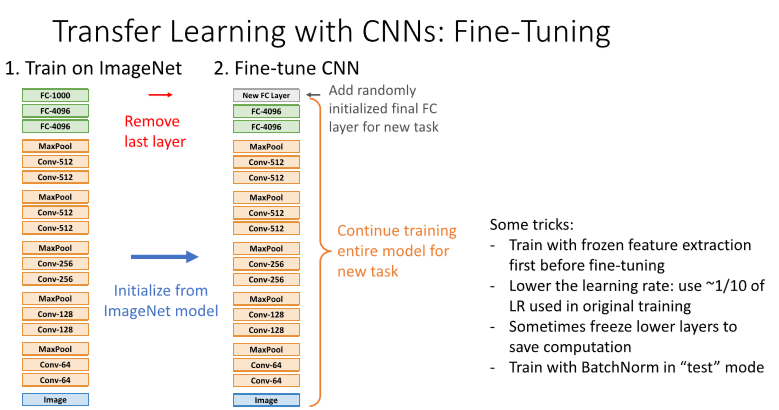 Transfer Learning with CNNs: Fine-Tuning
1. Train on ImageNet
FC-1000
FC-4096
FC-4096
MaxPool
Conv-512
Conv-512
MaxPool
Conv-512
Conv-512
MaxPool
Conv-256
Conv-256
MaxPool
Conv-128
Conv-128
MaxPool
Conv-64
Conv-64
Image
Remove
last layer
Initialize from
ImageNet model
2. Fine-tune CNN
New FC Layer
FC-4096
FC-4096
MaxPool
Conv-512
Conv-512
MaxPool
Conv-512
Conv-512
MaxPool
Conv-256
Conv-256
MaxPool
Conv-128
Conv-128
MaxPool
Conv-64
Conv-64
Image
Add randomly
initialized final FC
layer for new task
Continue training
entire model for
new task
Some tricks:
- Train with frozen feature extraction
first before fine-tuning
- Lower the learning rate: use ~1/10 of
LR used in original training
- Sometimes freeze lower layers to
save computation
- Train with BatchNorm in “test” mode